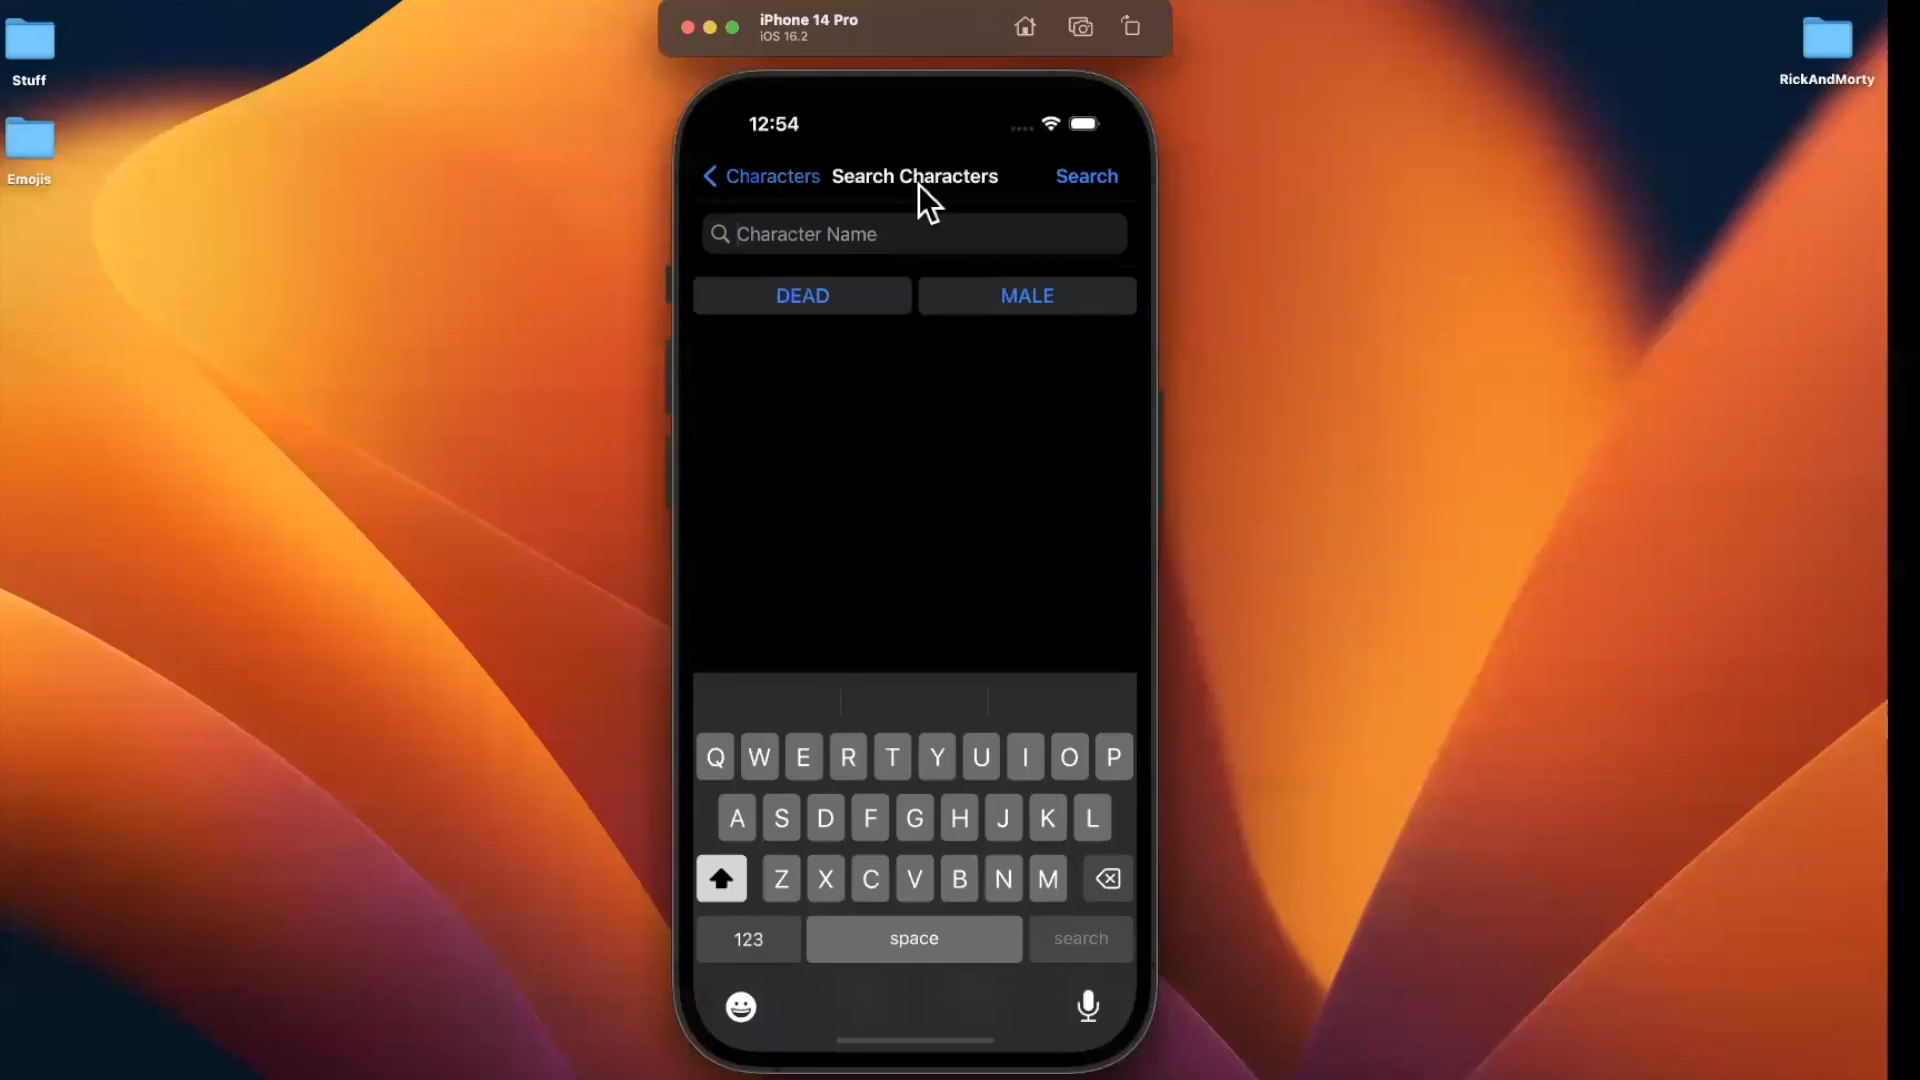 iPhone 14 Pro
iOS 16.2
Stuff
Emojis
RickAndMorty
12:54
Characters Search Characters Search
Character Name
DEAD MALE
Q W E R T Y U I O P
A S D F G H J K L
Z X C V B N M
123 space search